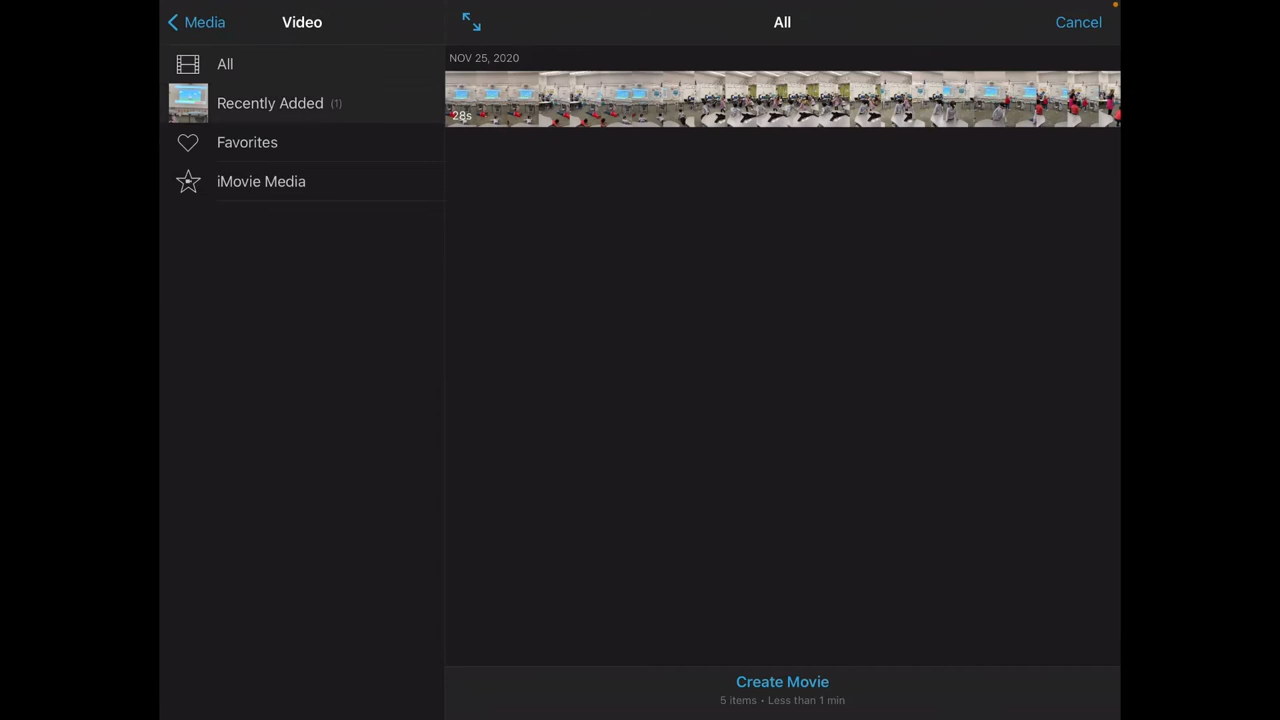 Media
Video
All
Cancel
All
Recently Added (1)
Favorites
iMovie Media
NOV 25, 2020
28s
Create Movie
5 items • Less than 1 min